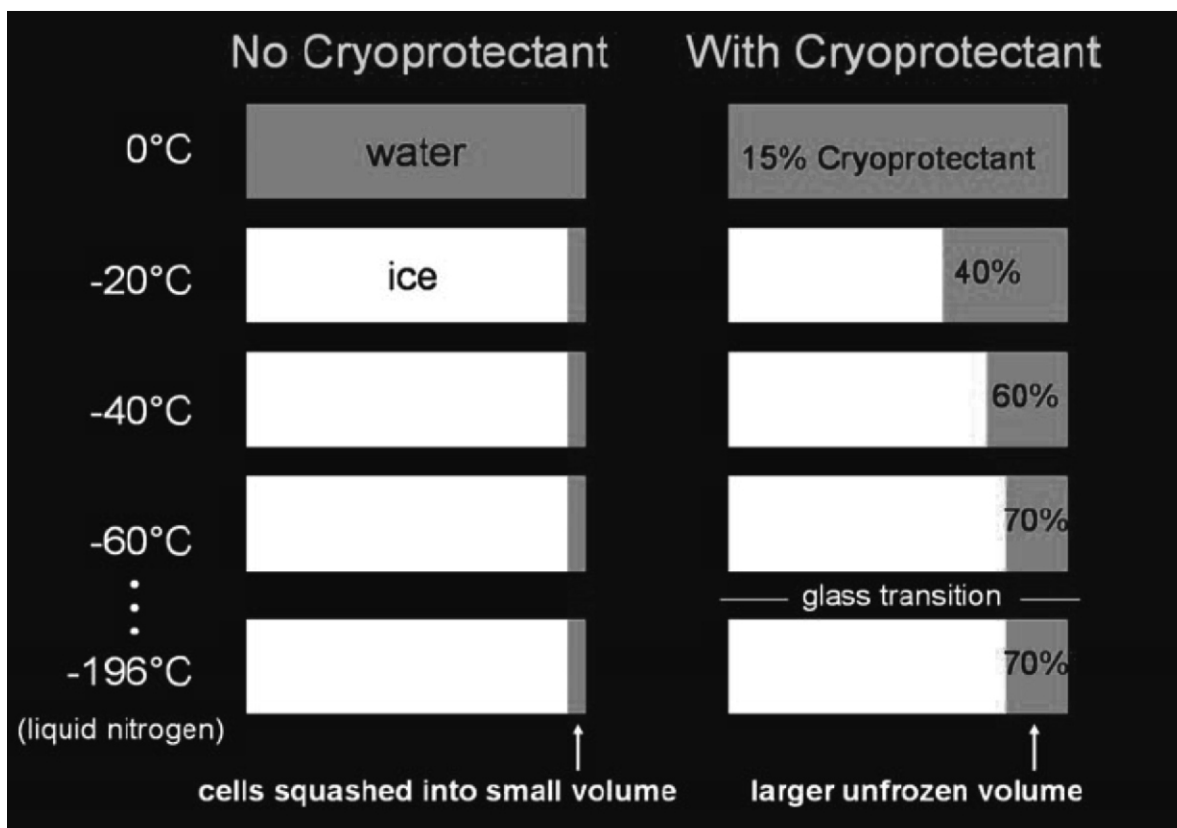 No Cryoprotectant
With Cryoprotectant
0°C
water
15% Cryoprotectant
-20°C
ice
40%
-40°C
60%
-60°C
70%
glass transition
-196°C
70%
(liquid nitrogen)
cells squashed into small volume
larger unfrozen volume